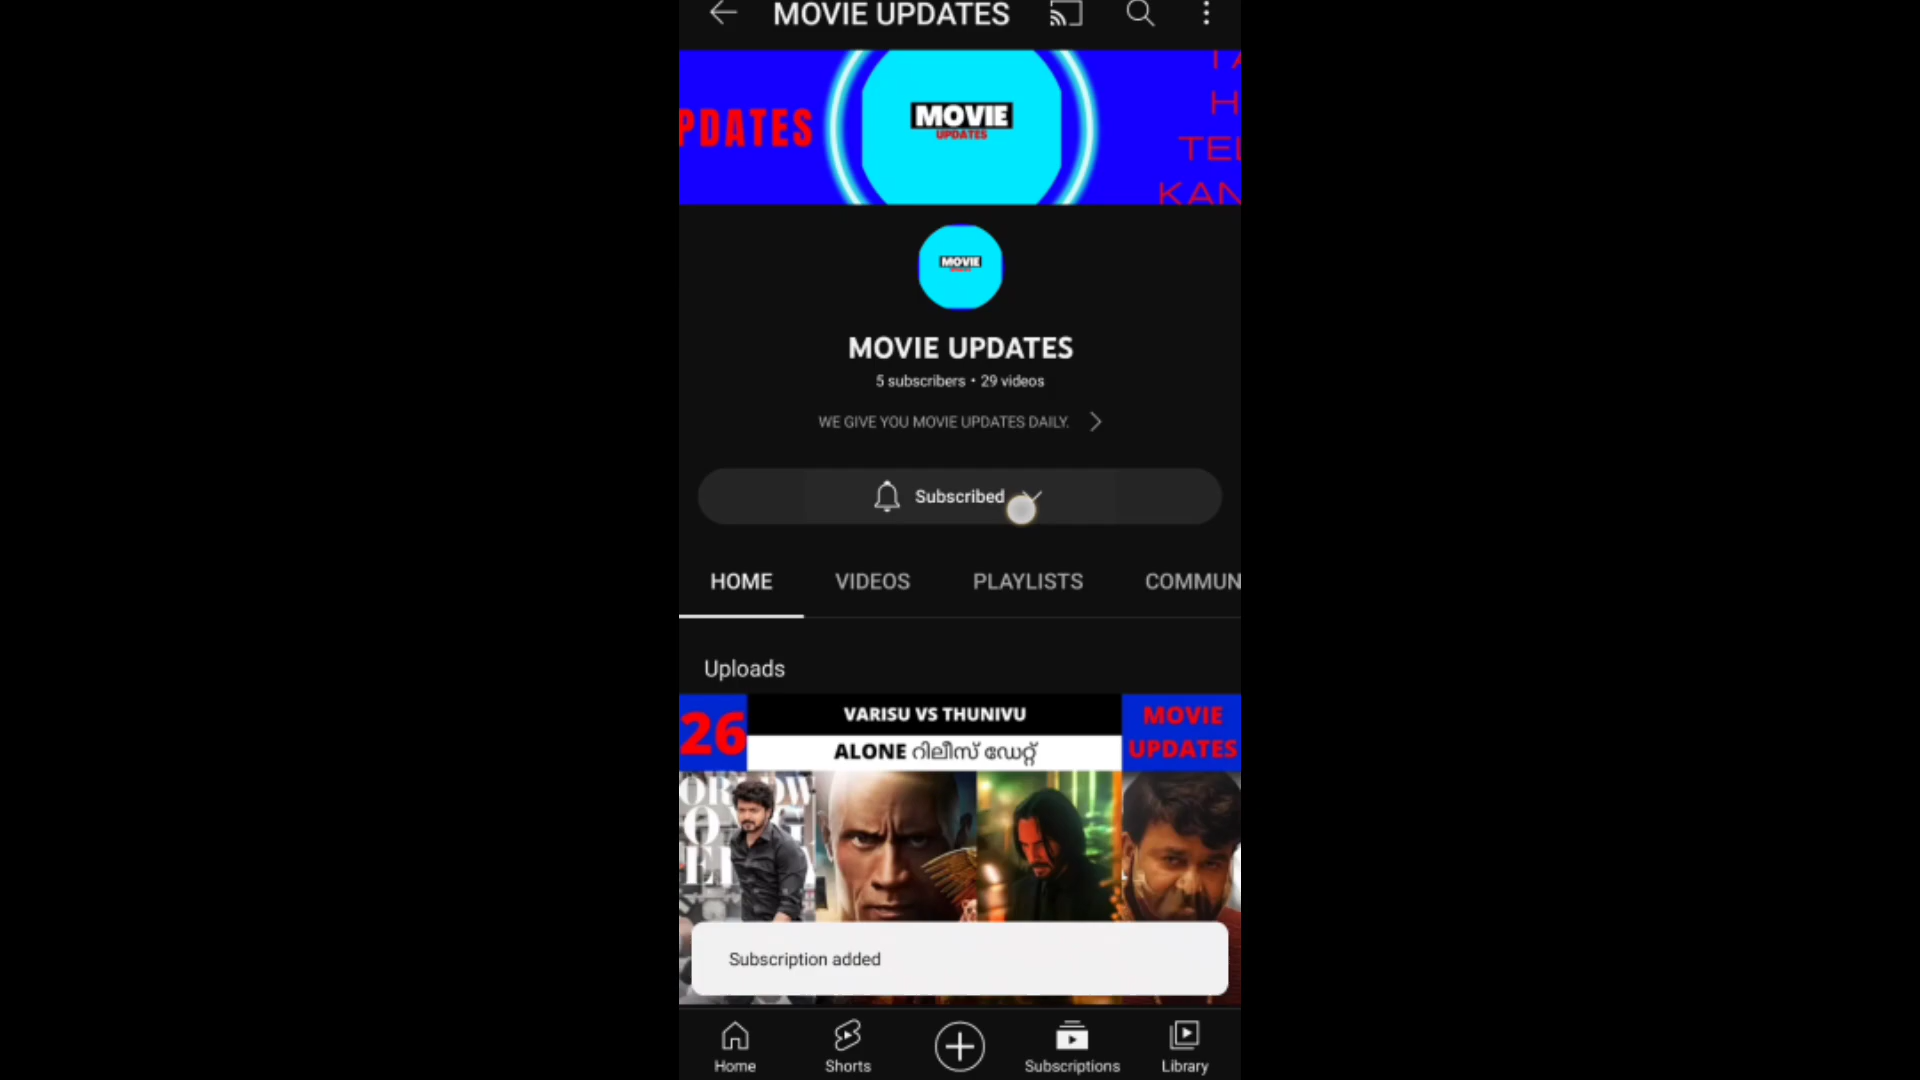 MOVIE UPDATES
PDATES
MOVIE
UPDATES
TA
H
TEL
KAN
MOVIE
MOVIE UPDATES
5 subscribers • 29 videos
WE GIVE YOU MOVIE UPDATES DAILY.
Subscribed
HOME VIDEOS PLAYLISTS COMMUN
Uploads
26
VARISU VS THUNIVU
ALONE റിലീസ് ഡേറ്റ്
MOVIE
UPDATES
Subscription added
Home Shorts Subscriptions Library